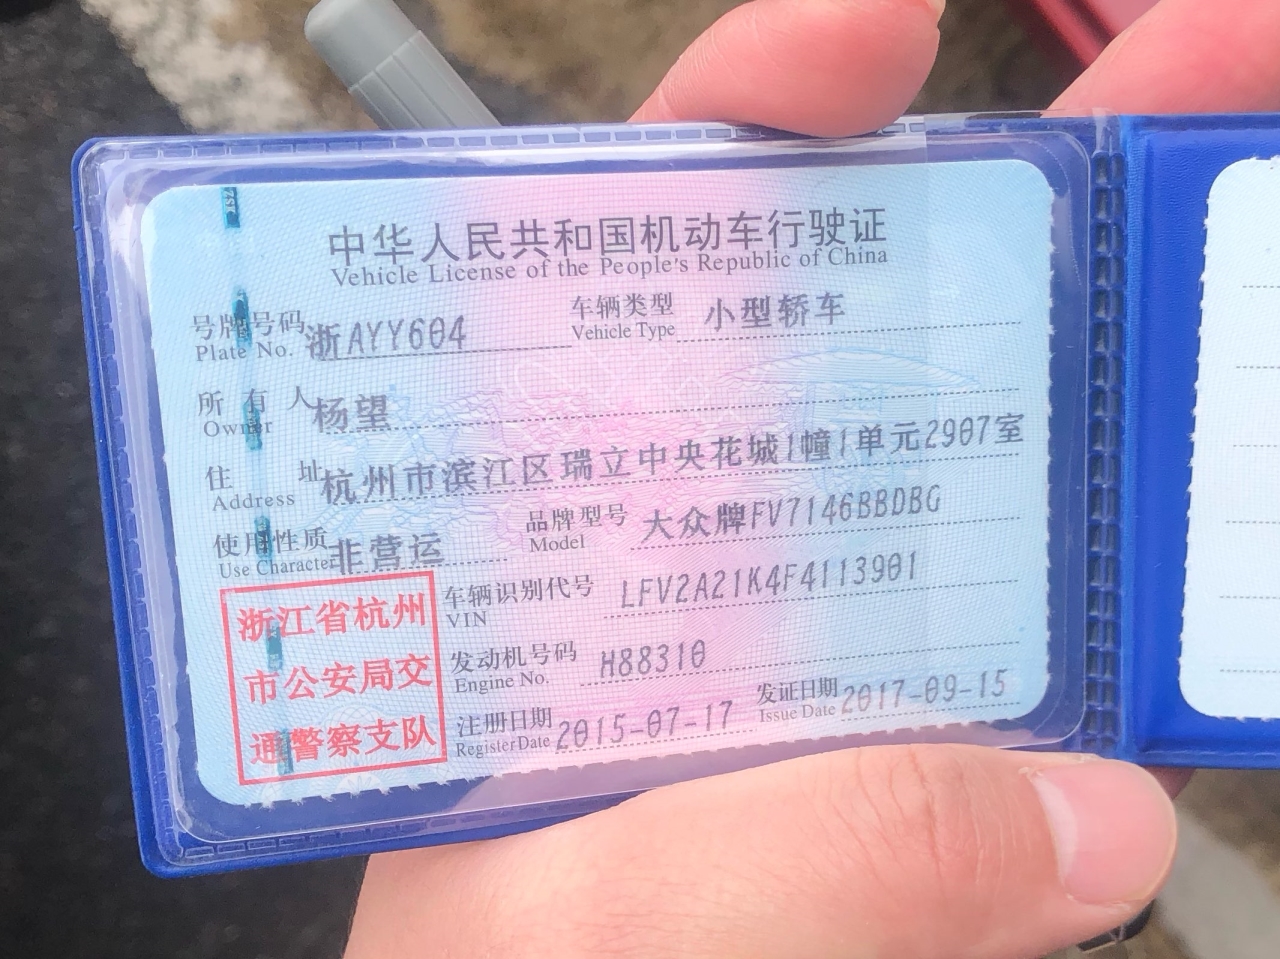 中华人民共和国机动车行驶证
Vehicle License of the People's Republic of China
号牌号码 浙AYY604 车辆类型 小型轿车
Plate No. Vehicle Type
所有人 杨望
Owner
住址 杭州市滨江区瑞立中央花城1幢1单元2907室
Address
使用性质 非营运 品牌型号 大众牌FV7146BBDBG
Use Character Model
车辆识别代号 LFV2A21K4F4113901
VIN
发动机号码 H88310
Engine No.
注册日期 2015-07-17 发证日期 2017-09-15
Register Date Issue Date
浙江省杭州
市公安局交
通警察支队